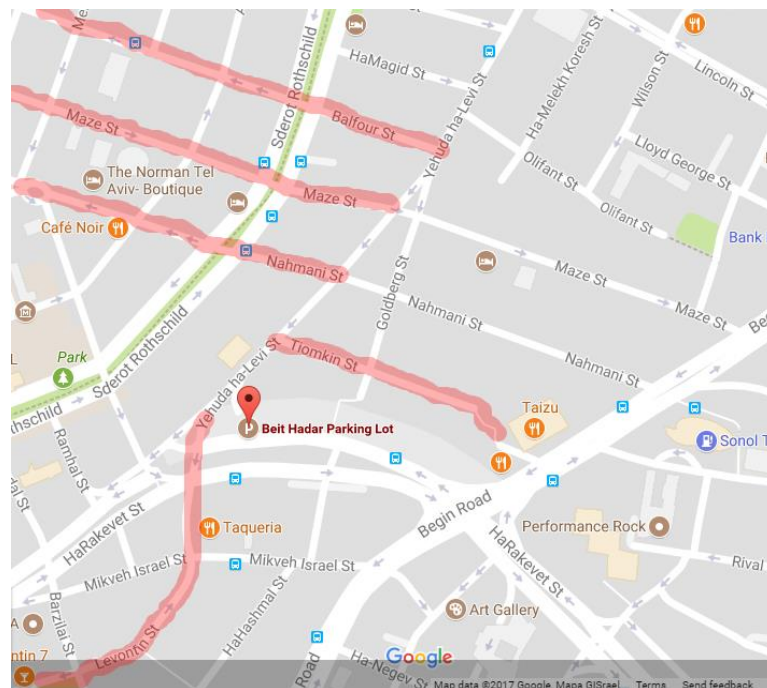 HaMagid St
Lincoln St
Wilson St
Ha-Melekh Koresh St
Yehuda ha-Levi St
Sderot Rothschild
Balfour St
Maze St
Lloyd George St
Olifant St
The Norman Tel
Aviv- Boutique
Maze St
Olifant St
Café Noir
Bank
Nahmani St
Goldberg St
Maze St
Maze St
Nahmani St
Park
Sderot Rothschild
Yehuda ha-Levi St
Tiomkin St
Nahmani St
Taizu
Beit Hadar Parking Lot
Sonol T
Ramhal St
HaRakevet St
Taqueria
Begin Road
Performance Rock
HaRakevet St
Mikveh Israel St
Mikveh Israel St
Rival
Barzilai St
HaHashmal St
Art Gallery
Levontin St
ntin 7
Road
Ha-Negev St
Google
Map data ©2017 Google, Mapa GISrael
Terms
Send feedback